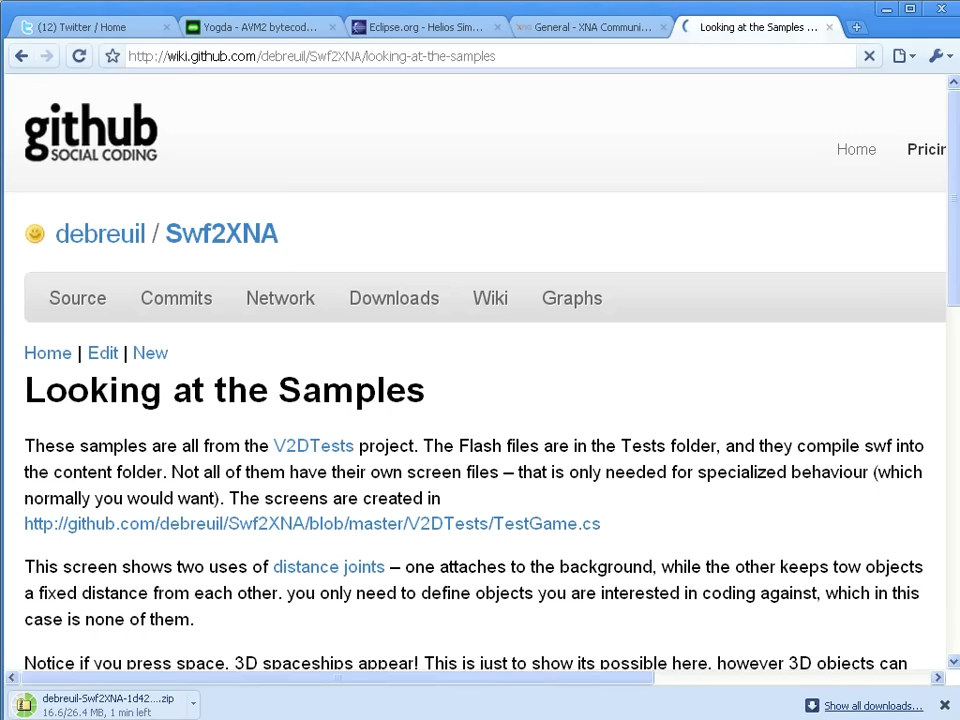 (12) Twitter / Home
Yogda - AVM2 bytecod...
Eclipse.org - Helios Sim...
General - XNA Communi...
Looking at the Samples ...
http://wiki.github.com/debreuil/Swf2XNA/looking-at-the-samples
github
SOCIAL CODING
Home
Pricin
debreuil / Swf2XNA
Source
Commits
Network
Downloads
Wiki
Graphs
Home | Edit | New
Looking at the Samples
These samples are all from the V2DTests project. The Flash files are in the Tests folder, and they compile swf into
the content folder. Not all of them have their own screen files – that is only needed for specialized behaviour (which
normally you would want). The screens are created in
http://github.com/debreuil/Swf2XNA/blob/master/V2DTests/TestGame.cs
This screen shows two uses of distance joints – one attaches to the background, while the other keeps tow objects
a fixed distance from each other. you only need to define objects you are interested in coding against, which in this
case is none of them.
Notice if you press space, 3D spaceships appear! This is just to show its possible here, however 3D objects can
debreuil-Swf2XNA-1d42....zip
16.6/26.4 MB, 1 min left
Show all downloads...